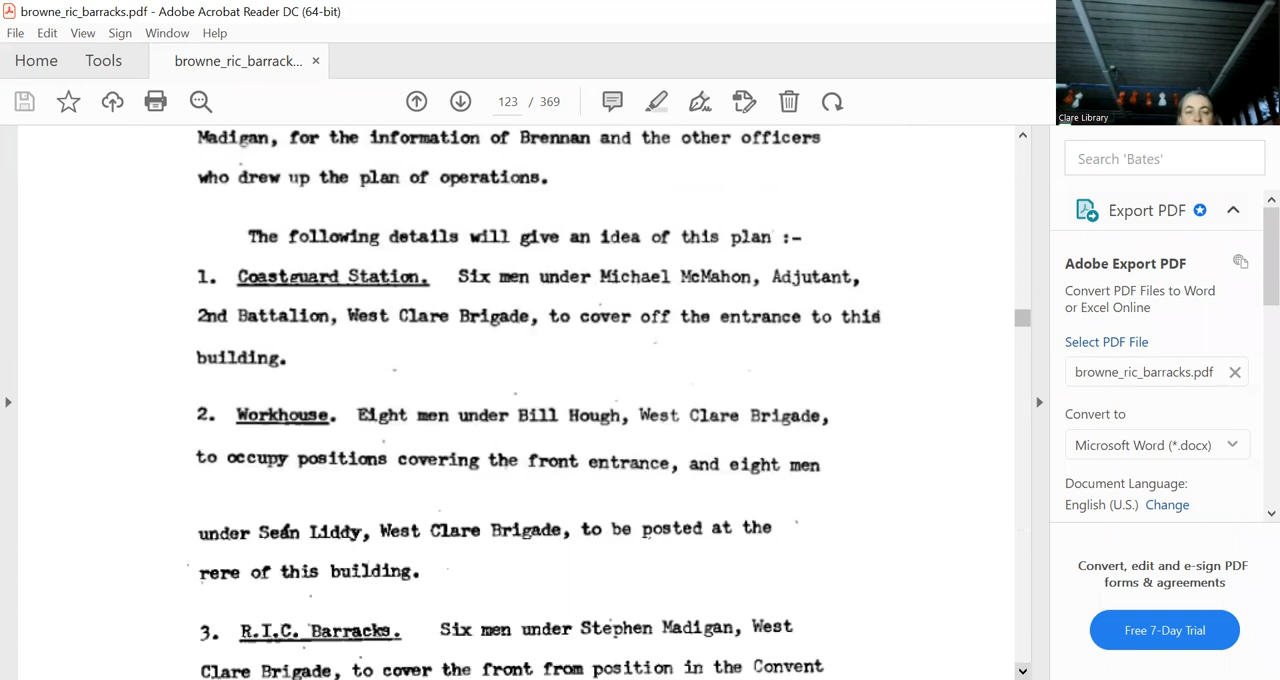 browne_ric_barracks.pdf - Adobe Acrobat Reader DC (64-bit)
File Edit View Sign Window Help
Home Tools browne_ric_barrack... ×
123 / 369
Clare Library
Madigan, for the information of Brennan and the other officers
who drew up the plan of operations.
The following details will give an idea of this plan :-
1. Coastguard Station. Six men under Michael McMahon, Adjutant,
2nd Battalion, West Clare Brigade, to cover off the entrance to this
building.
2. Workhouse. Eight men under Bill Hough, West Clare Brigade,
to occupy positions covering the front entrance, and eight men
under Seán Liddy, West Clare Brigade, to be posted at the
rere of this building.
3. R.I.C. Barracks. Six men under Stephen Madigan, West
Clare Brigade, to cover the front from position in the Convent
Search 'Bates'
Export PDF
Adobe Export PDF
Convert PDF Files to Word
or Excel Online
Select PDF File
browne_ric_barracks.pdf
Convert to
Microsoft Word (*.docx)
Document Language:
English (U.S.) Change
Convert, edit and e-sign PDF
forms & agreements
Free 7-Day Trial